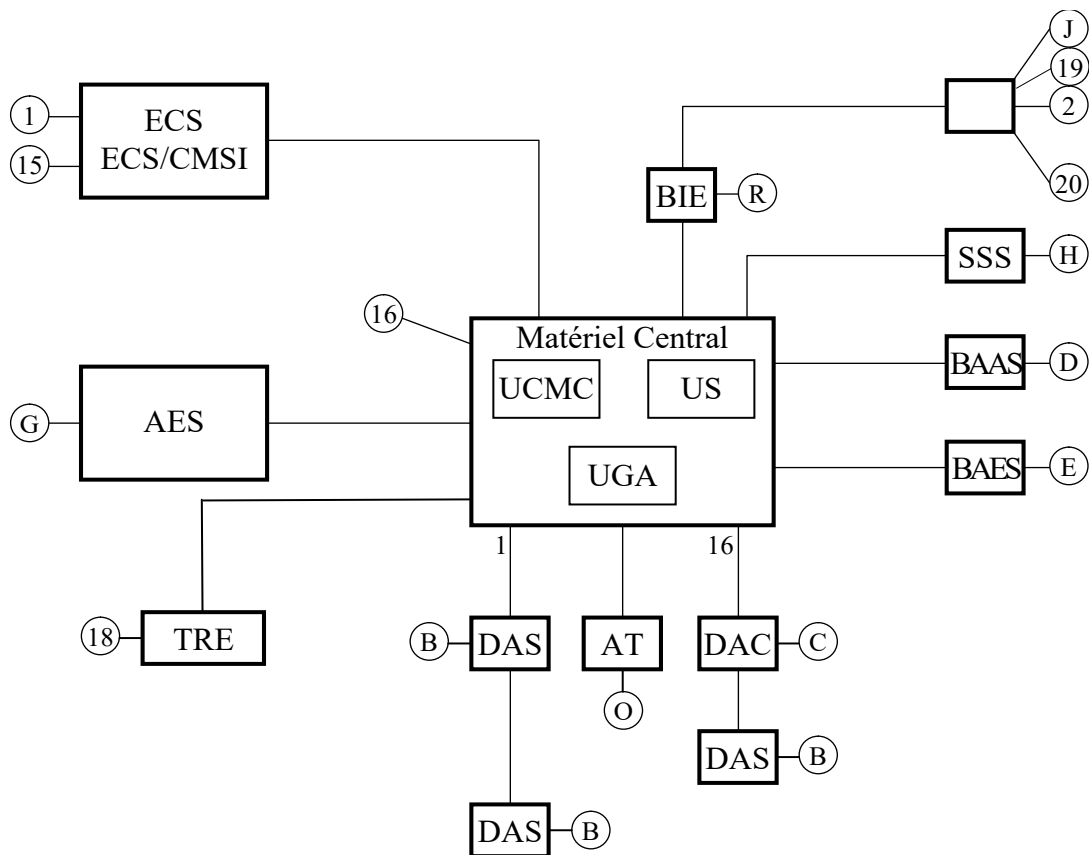 J
19
1
ECS
2
ECS/CMSI
15
20
BIE
R
SSS
H
16
Matériel Central
UCMC
US
BAAS
D
G
AES
UGA
BAES
E
1
16
18
TRE
B
DAS
AT
DAC
C
O
DAS
B
DAS
B